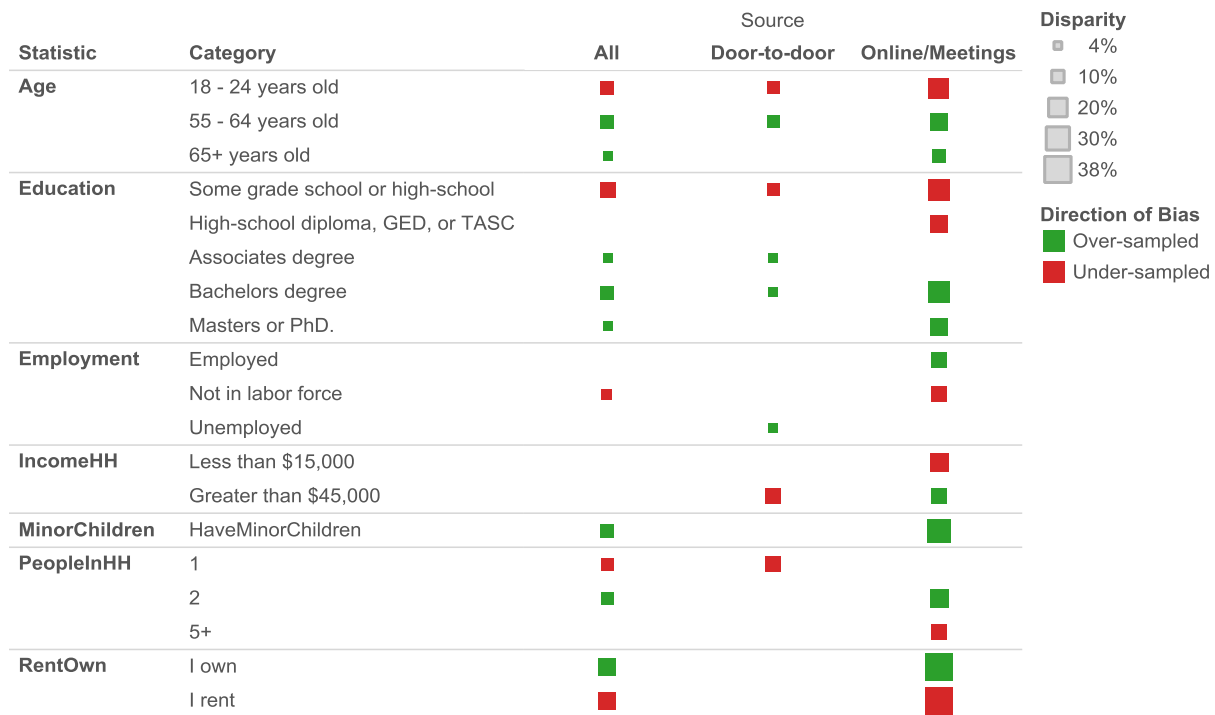 Source
Statistic Category All Door-to-door Online/Meetings
Age 18 - 24 years old
55 - 64 years old
65+ years old
Education Some grade school or high-school
High-school diploma, GED, or TASC
Associates degree
Bachelors degree
Masters or PhD.
Employment Employed
Not in labor force
Unemployed
IncomeHH Less than $15,000
Greater than $45,000
MinorChildren HaveMinorChildren
PeopleInHH 1
2
5+
RentOwn I own
I rent
Disparity
4%
10%
20%
30%
38%
Direction of Bias
Over-sampled
Under-sampled